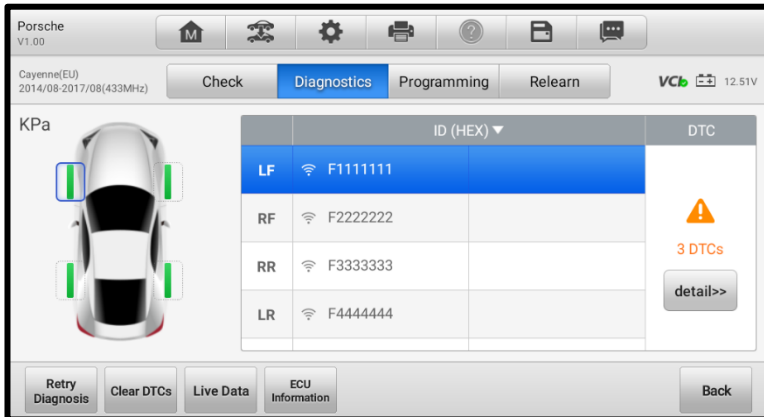 Porsche
V1.00
M
?
Cayenne(EU)
2014/08-2017/08(433MHz)
Check
Diagnostics
Programming
Relearn
VCI
12.51V
KPa
ID (HEX) ▼
DTC
LF F1111111
RF F2222222
RR F3333333
LR F4444444
3 DTCs
detail>>
Retry
Diagnosis
Clear DTCs
Live Data
ECU
Information
Back